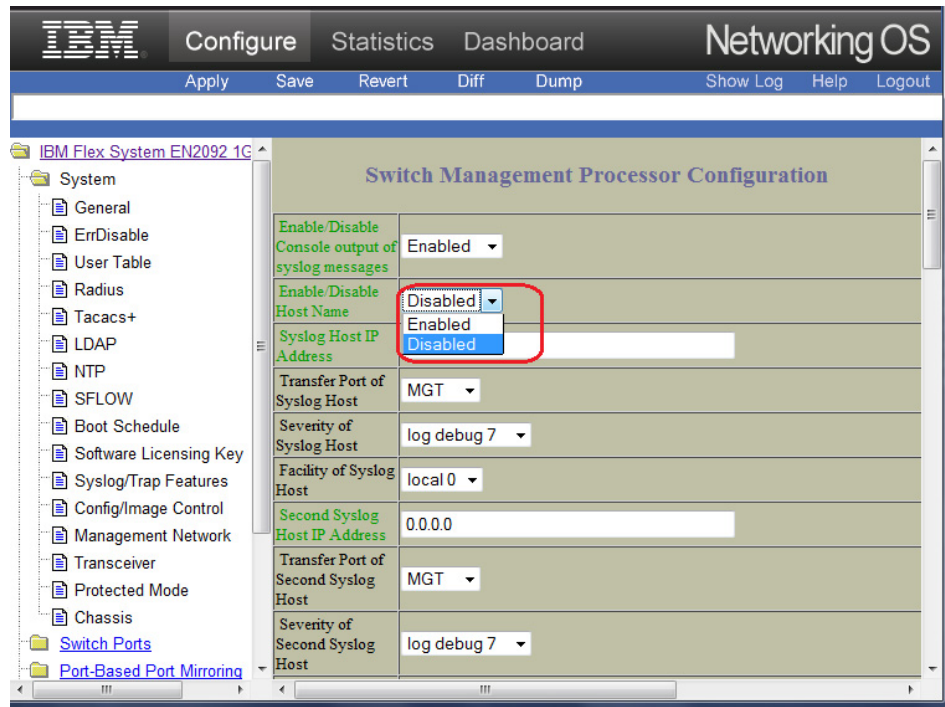 IBM Configure Statistics Dashboard Networking OS
Apply Save Revert Diff Dump Show Log Help Logout
IBM Flex System EN2092 1G
System
General
ErrDisable
User Table
Radius
Tacacs+
LDAP
NTP
SFLOW
Boot Schedule
Software Licensing Key
Syslog/Trap Features
Config/Image Control
Management Network
Transceiver
Protected Mode
Chassis
Switch Ports
Port-Based Port Mirroring
Switch Management Processor Configuration
Enable/Disable
Console output of
syslog messages
Enabled
Enable/Disable
Host Name
Disabled
Enabled
Disabled
Syslog Host IP
Address
Transfer Port of
Syslog Host
MGT
Severity of
Syslog Host
log debug 7
Facility of Syslog
Host
local 0
Second Syslog
Host IP Address
0.0.0.0
Transfer Port of
Second Syslog
Host
MGT
Severity of
Second Syslog
Host
log debug 7